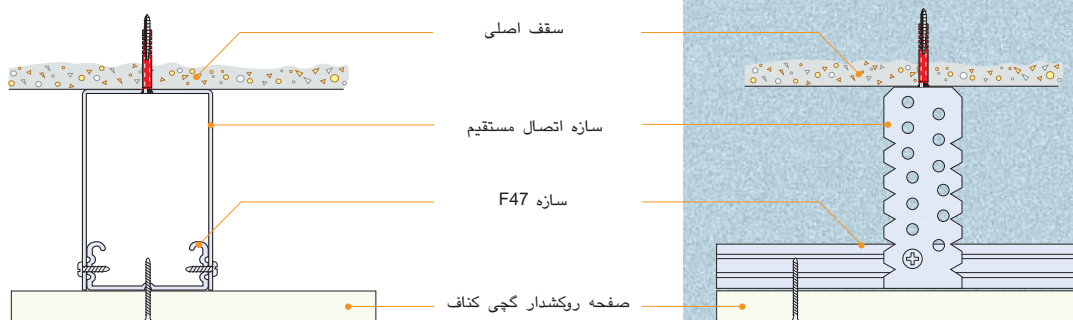 سقف اصلی
سازه اتصال مستقیم
سازه F47
صفحه روکشدار گچی کناف